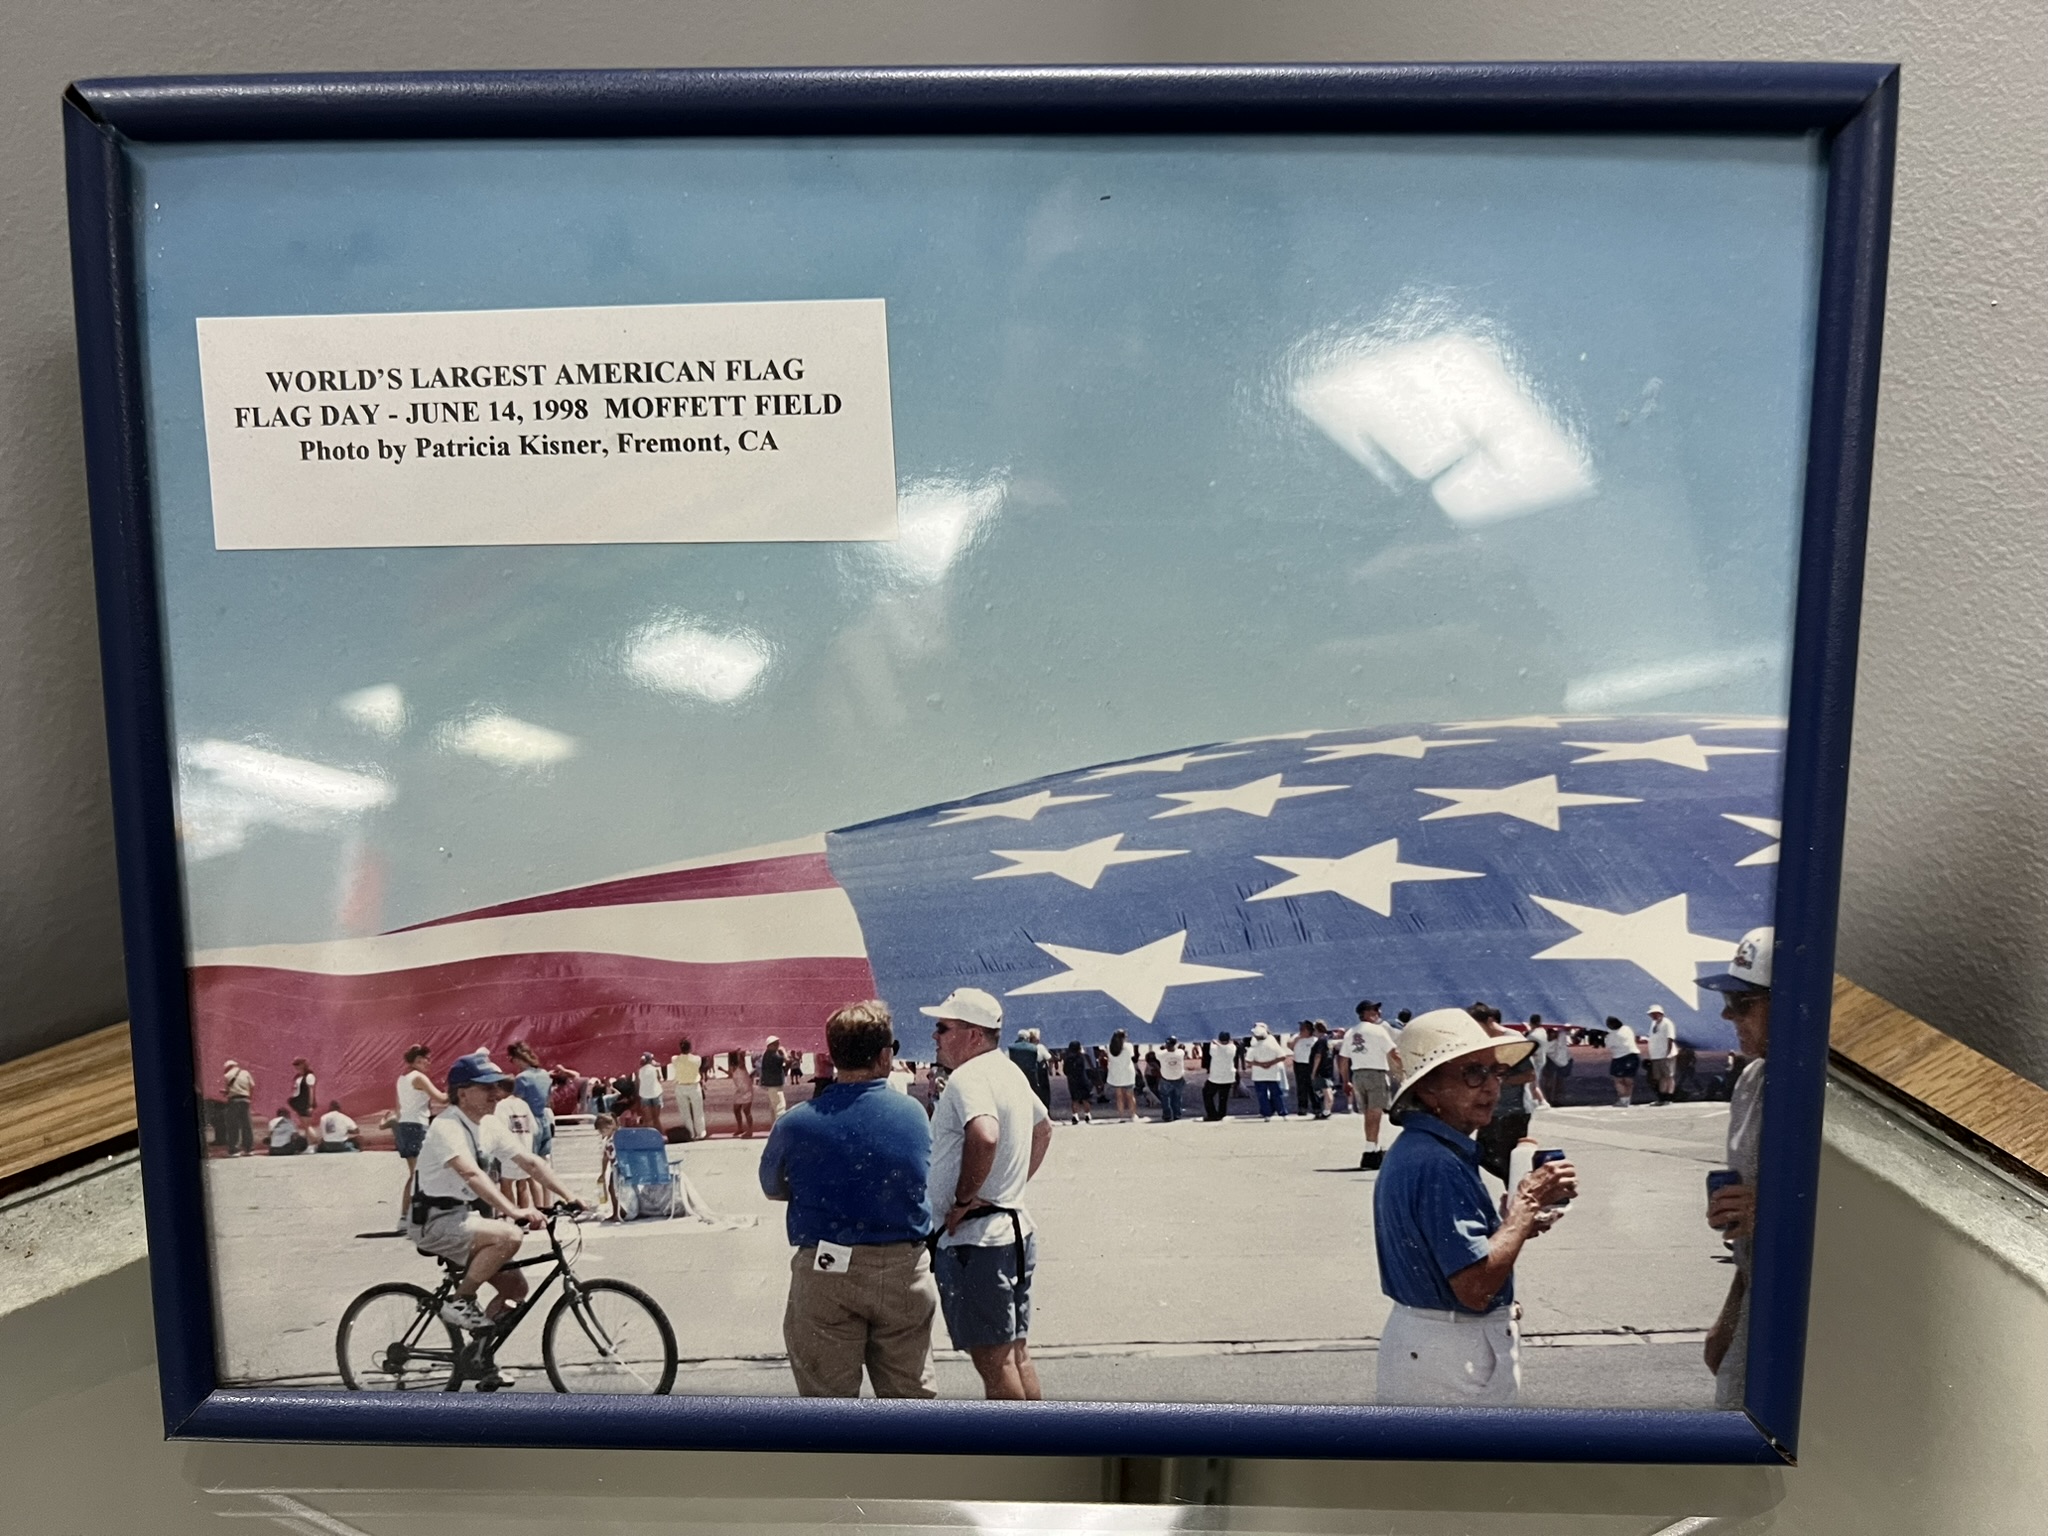 WORLD'S LARGEST AMERICAN FLAG
FLAG DAY - JUNE 14, 1998 MOFFETT FIELD
Photo by Patricia Kisner, Fremont, CA